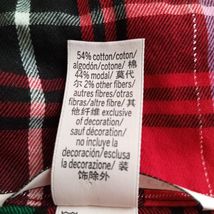 54% cotton/coton/
algodón/cotone/ 棉
44% modal/ 莫代
尔 2% other fibres/
autres fibres/otras
fibras/altre fibre/ 其
他纤维 exclusive of
decoration/ sauf
décoration/ no
incluye la
decoración/ esclusa
la decorazione/ 装
饰除外